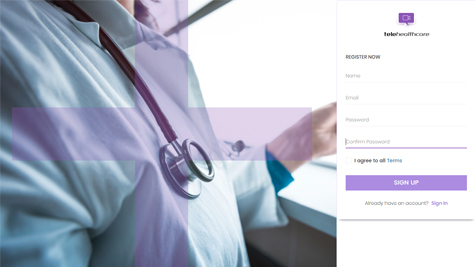 telehealthcare
REGISTER NOW
Name
Email
Password
Confirm Password
I agree to all Terms
SIGN UP
Already have an account? Sign In